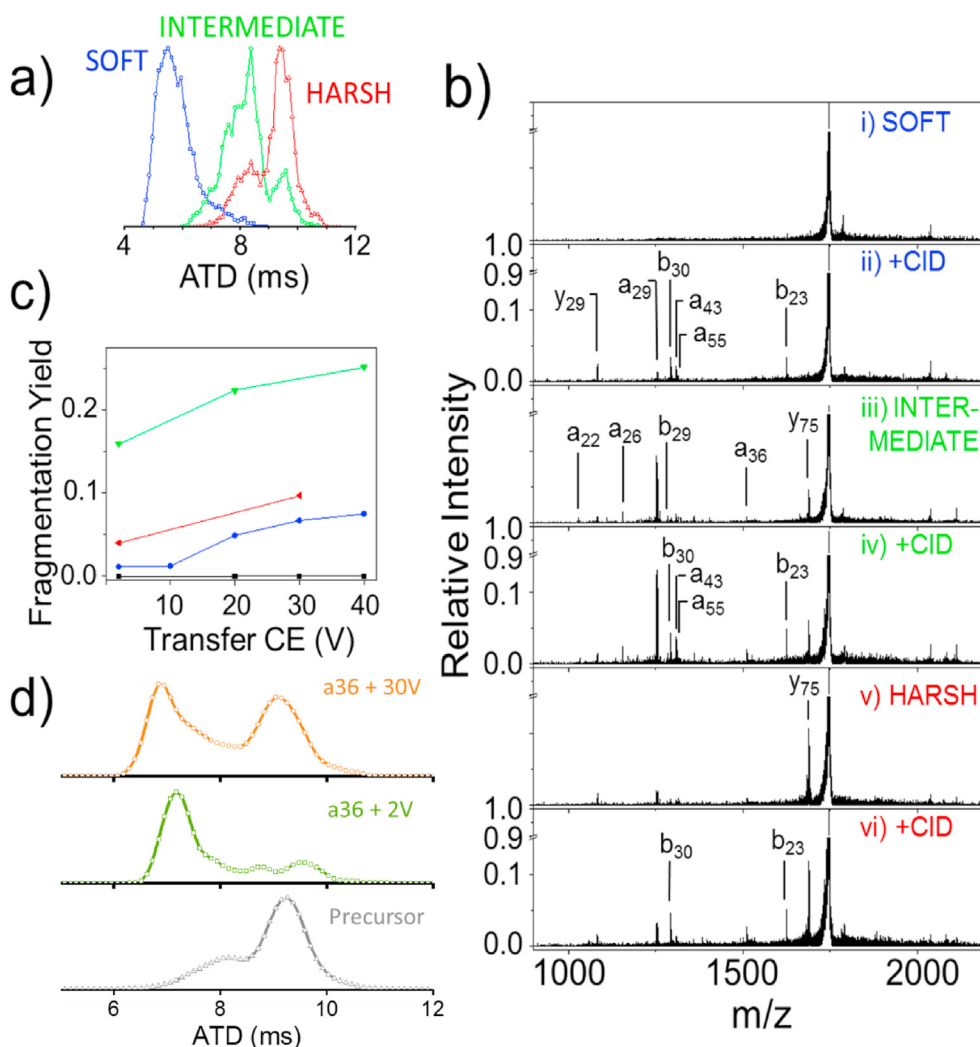 a)
INTERMEDIATE
SOFT
HARSH
4 8 12
ATD (ms)
b)
i) SOFT
1.0
ii) +CID
0.9
0.1
0.0
y29
a29
b30
a43
a55
b23
iii) INTER-
MEDIATE
a22
a26
b29
a36
y75
1.0
iv) +CID
0.9
0.1
0.0
b30
a43
a55
b23
v) HARSH
y75
1.0
vi) +CID
0.9
0.1
0.0
b30
b23
1000 1500 2000
m/z
Relative Intensity
c)
Fragmentation Yield
0.2
0.1
0.0
10 20 30 40
Transfer CE (V)
d)
a36 + 30V
a36 + 2V
Precursor
6 8 10 12
ATD (ms)